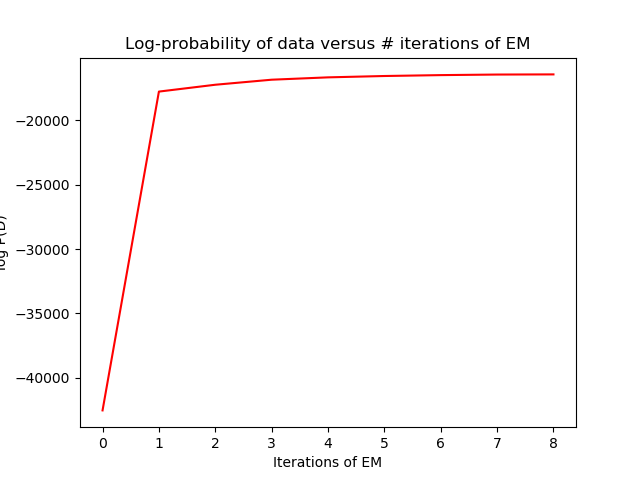 Log-probability of data versus # iterations of EM
−20000
−25000
−30000
−35000
−40000
log P(D)
0 1 2 3 4 5 6 7 8
Iterations of EM